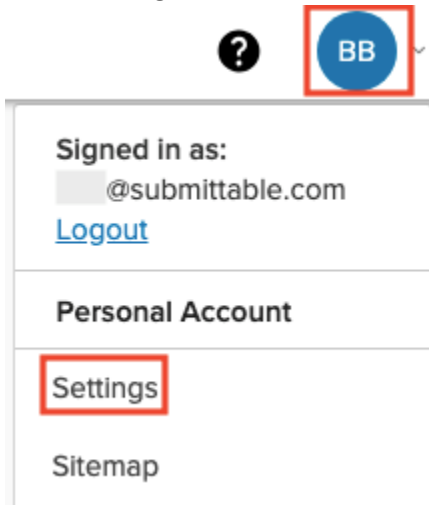 ?
BB
Signed in as:
@submittable.com
Logout
Personal Account
Settings
Sitemap